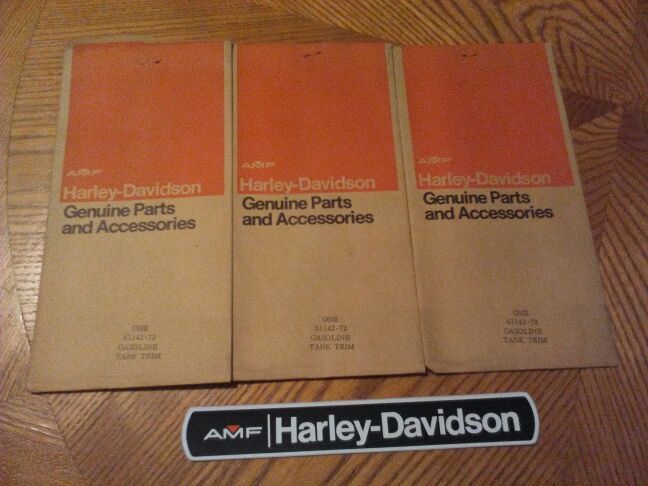 AMF
Harley-Davidson
Genuine Parts
and Accessories
ONE
61142-72
GASOLINE
TANK TRIM
AMF
Harley-Davidson
Genuine Parts
and Accessories
ONE
61142-72
GASOLINE
TANK TRIM
AMF
Harley-Davidson
Genuine Parts
and Accessories
ONE
61142-72
GASOLINE
TANK TRIM
AMF Harley-Davidson